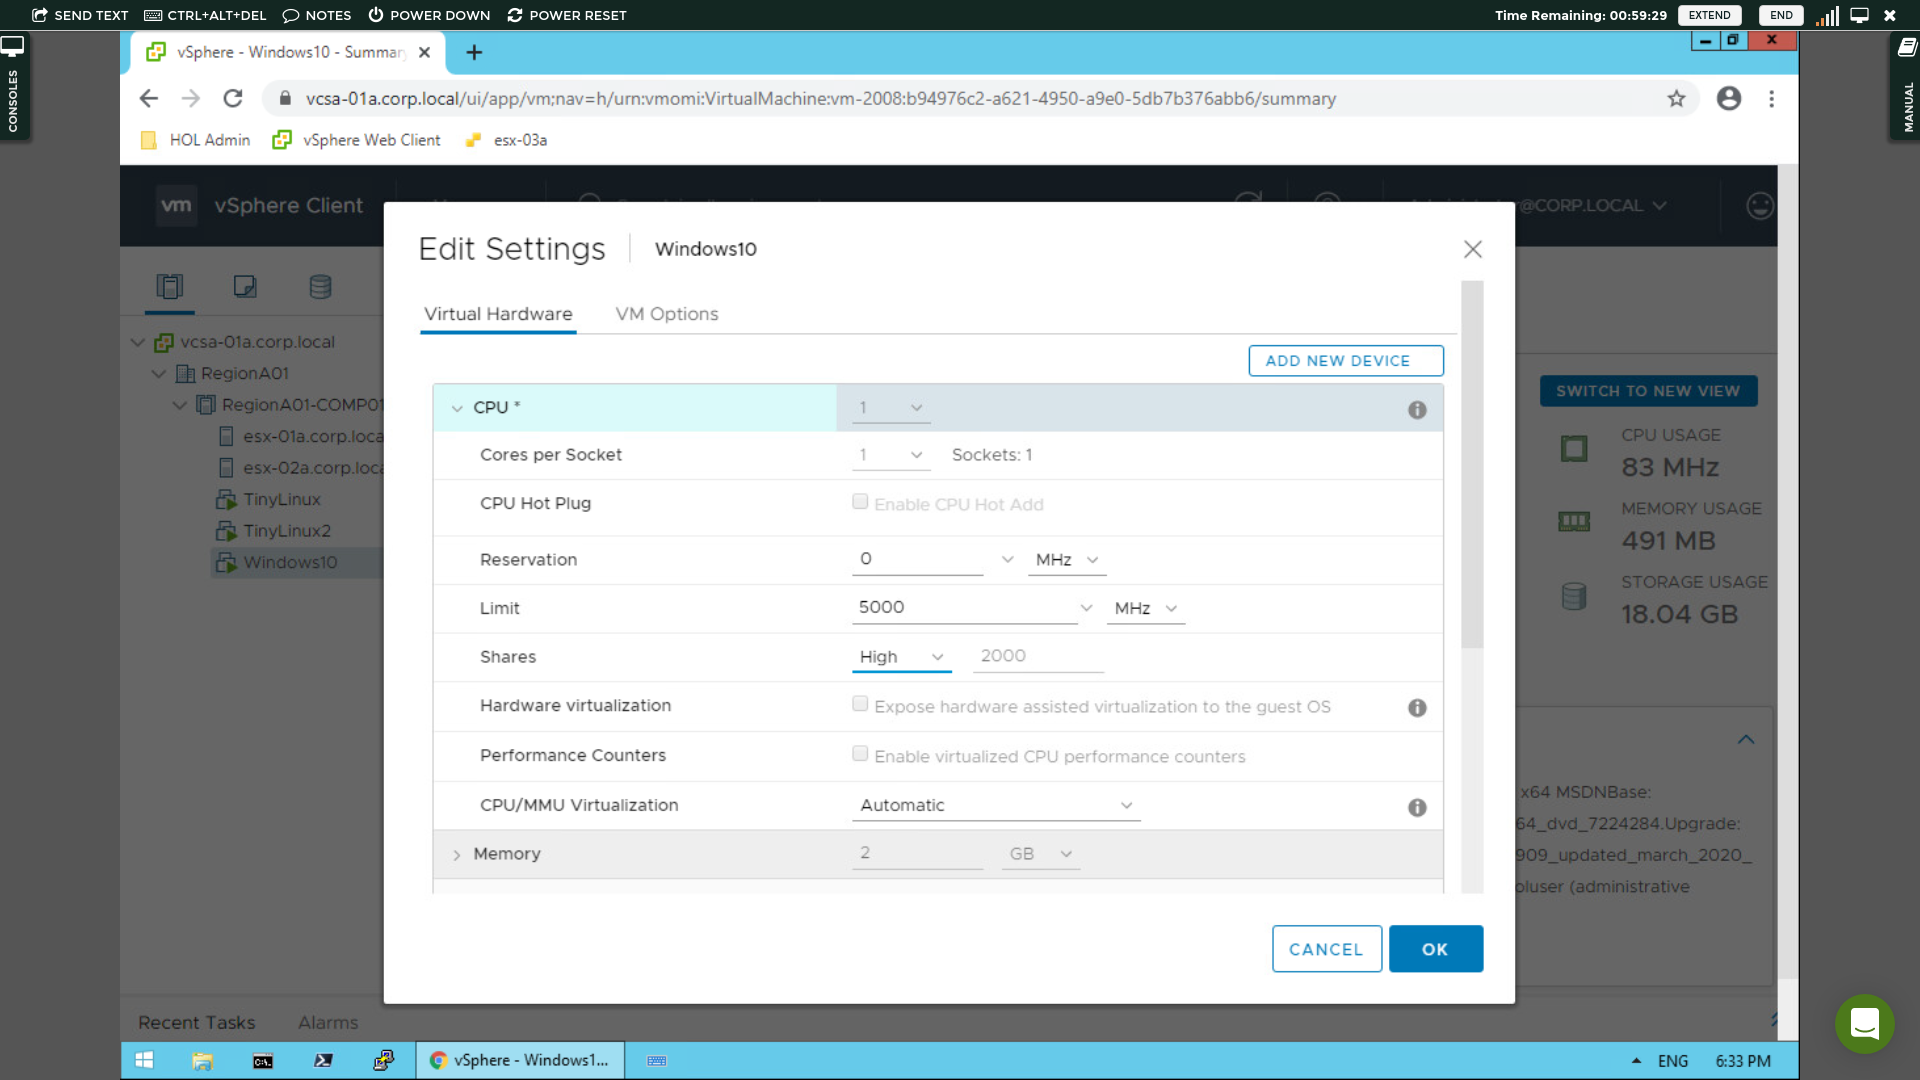 SEND TEXT CTRL+ALT+DEL NOTES POWER DOWN POWER RESET Time Remaining: 00:59:29 EXTEND END
CONSOLES
MANUAL
vSphere - Windows10 - Summar
vcsa-01a.corp.local/ui/app/vm;nav=h/urn:vmomi:VirtualMachine:vm-2008:b94976c2-a621-4950-a9e0-5db7b376abb6/summary
HOL Admin vSphere Web Client esx-03a
vm vSphere Client @CORP.LOCAL
Edit Settings Windows10
Virtual Hardware VM Options
ADD NEW DEVICE
CPU * 1
Cores per Socket 1 Sockets: 1
CPU Hot Plug Enable CPU Hot Add
Reservation 0 MHz
Limit 5000 MHz
Shares High 2000
Hardware virtualization Expose hardware assisted virtualization to the guest OS
Performance Counters Enable virtualized CPU performance counters
CPU/MMU Virtualization Automatic
Memory 2 GB
CANCEL OK
vcsa-01a.corp.local
RegionA01
RegionA01-COMP01
esx-01a.corp.loca
esx-02a.corp.loca
TinyLinux
TinyLinux2
Windows10
SWITCH TO NEW VIEW
CPU USAGE
83 MHz
MEMORY USAGE
491 MB
STORAGE USAGE
18.04 GB
x64 MSDNBase:
64_dvd_7224284.Upgrade:
909_updated_march_2020_
oluser (administrative
Recent Tasks Alarms
vSphere - Windows1... ENG 6:33 PM